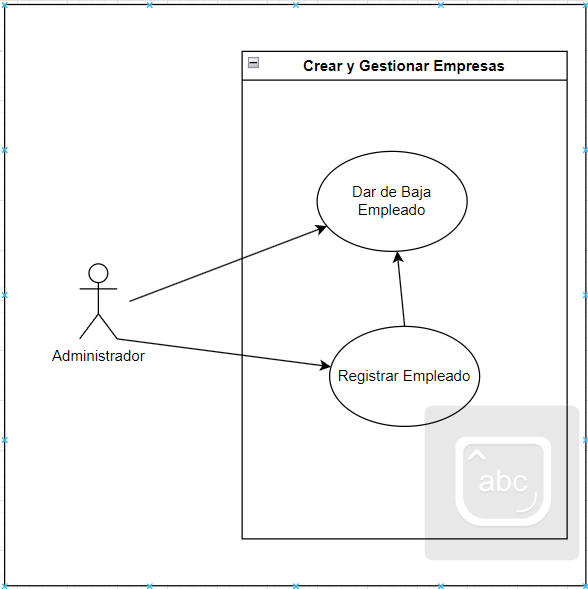 Crear y Gestionar Empresas
Dar de Baja
Empleado
Administrador
Registrar Empleado
abc